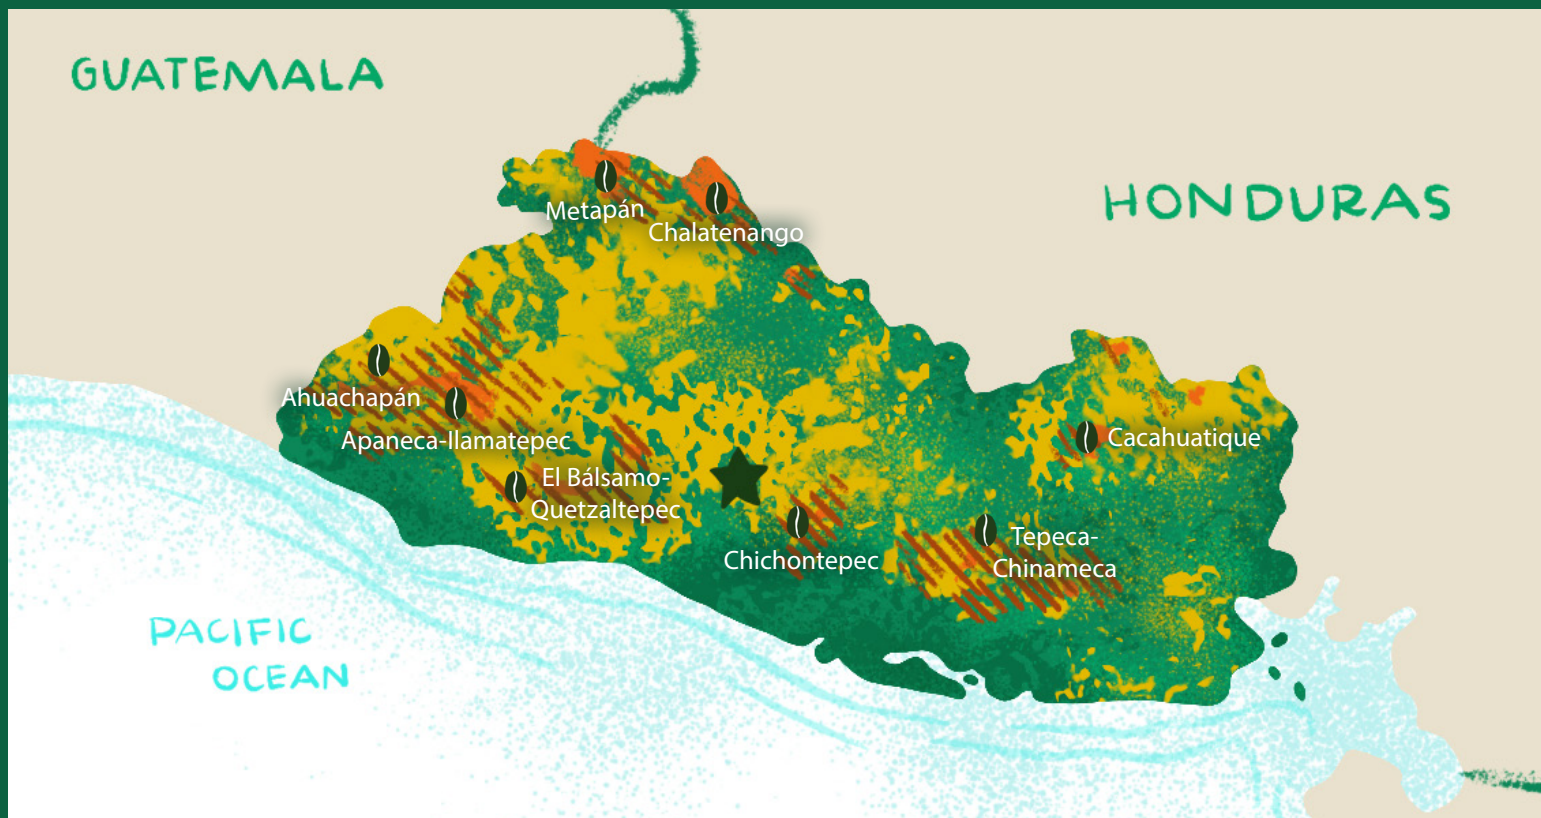 GUATEMALA
HONDURAS
Metapán
Chalatenango
Ahuachapán
Apaneca-Ilamatepec
El Bálsamo-
Quetzaltepec
Cacahuatique
Chichontepec
Tepeca-
Chinameca
PACIFIC
OCEAN